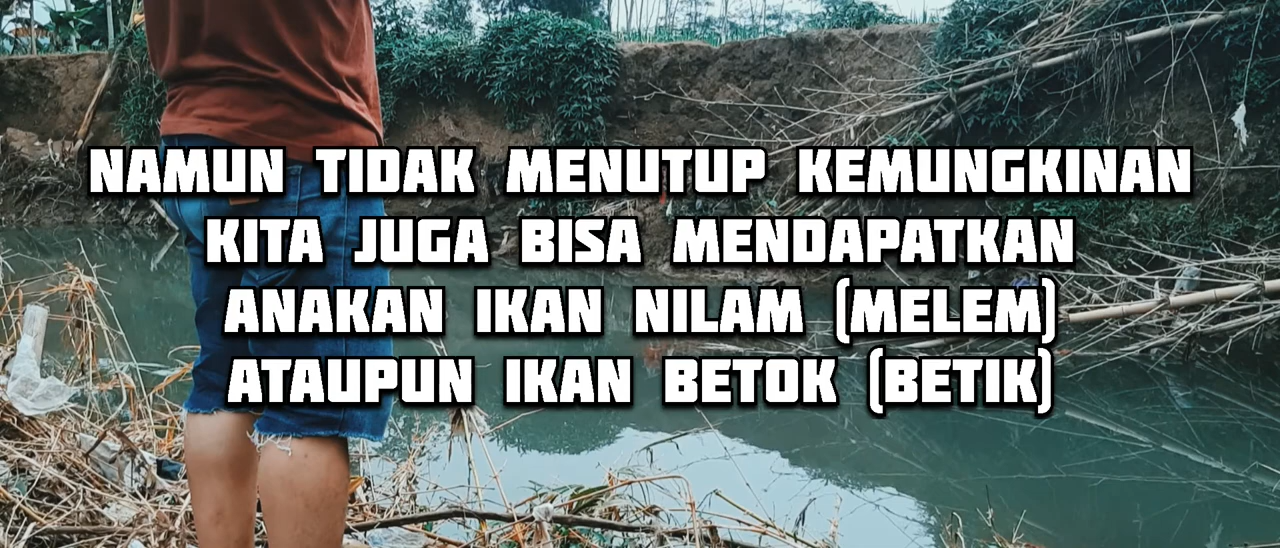 NAMUN TIDAK MENUTUP KEMUNGKINAN
KITA JUGA BISA MENDAPATKAN
ANAKAN IKAN NILAM (MELEM)
ATAUPUN IKAN BETOK (BETIK)